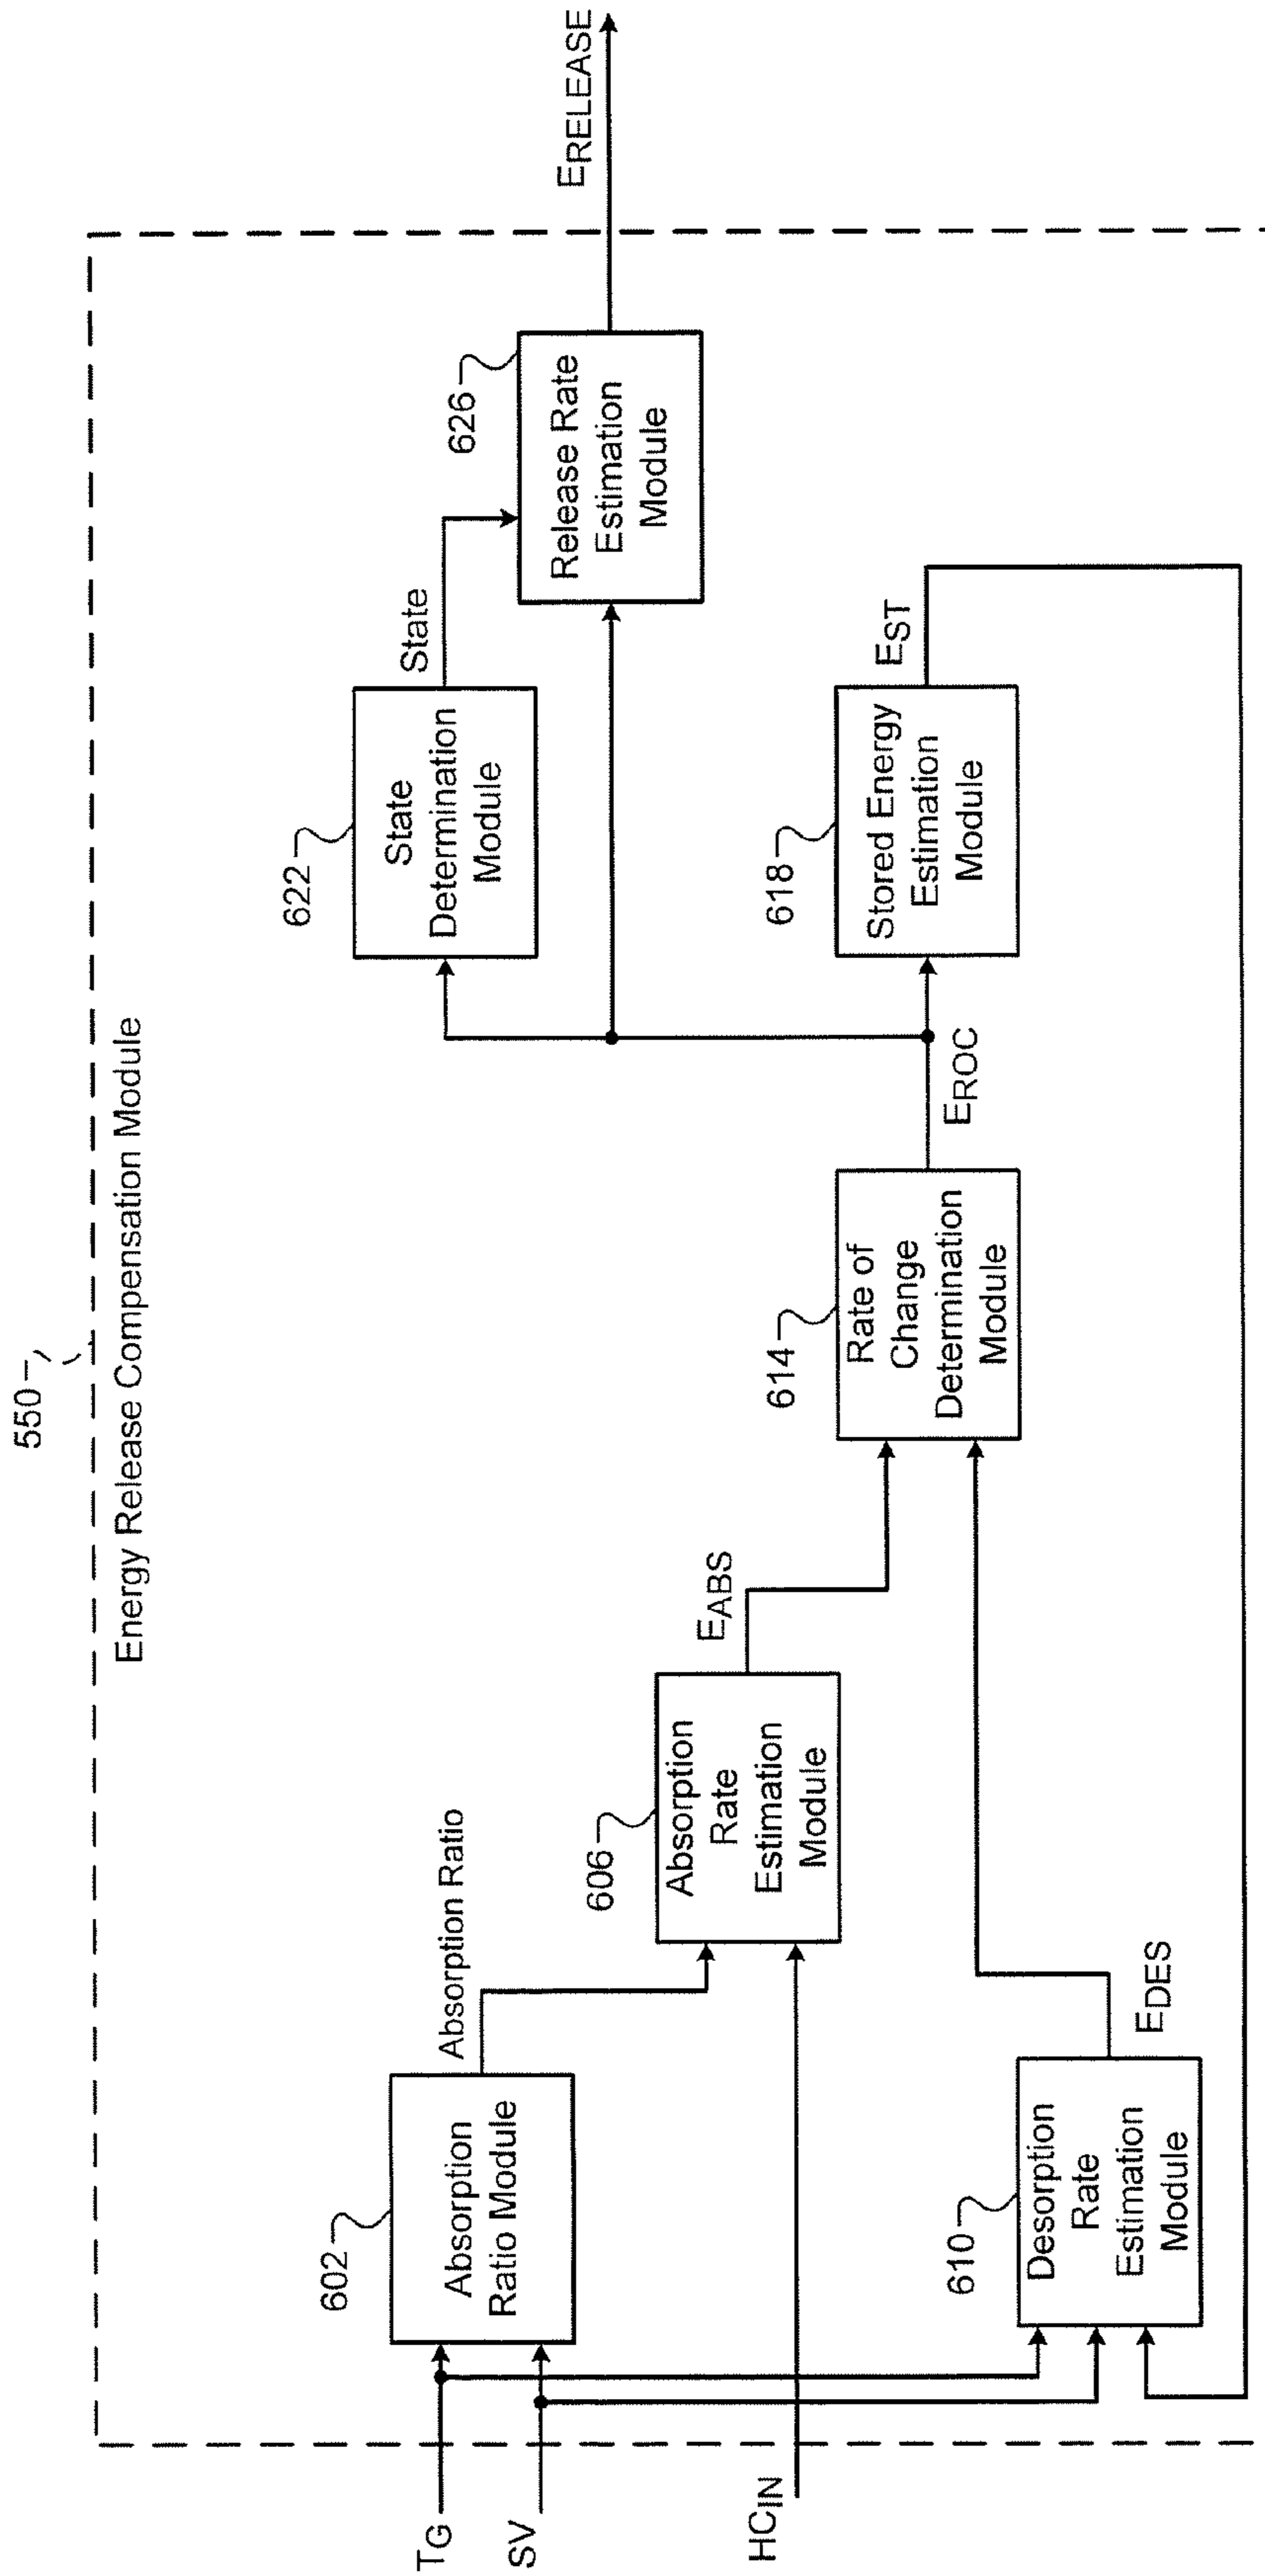 550
Energy Release Compensation Module
TG
SV
HCIN
602
Absorption
Ratio Module
Absorption Ratio
606
Absorption
Rate
Estimation
Module
EABS
610
Desorption
Rate
Estimation
Module
EDES
614
Rate of
Change
Determination
Module
EROC
622
State
Determination
Module
State
618
Stored Energy
Estimation
Module
EST
626
Release Rate
Estimation
Module
ERELEASE